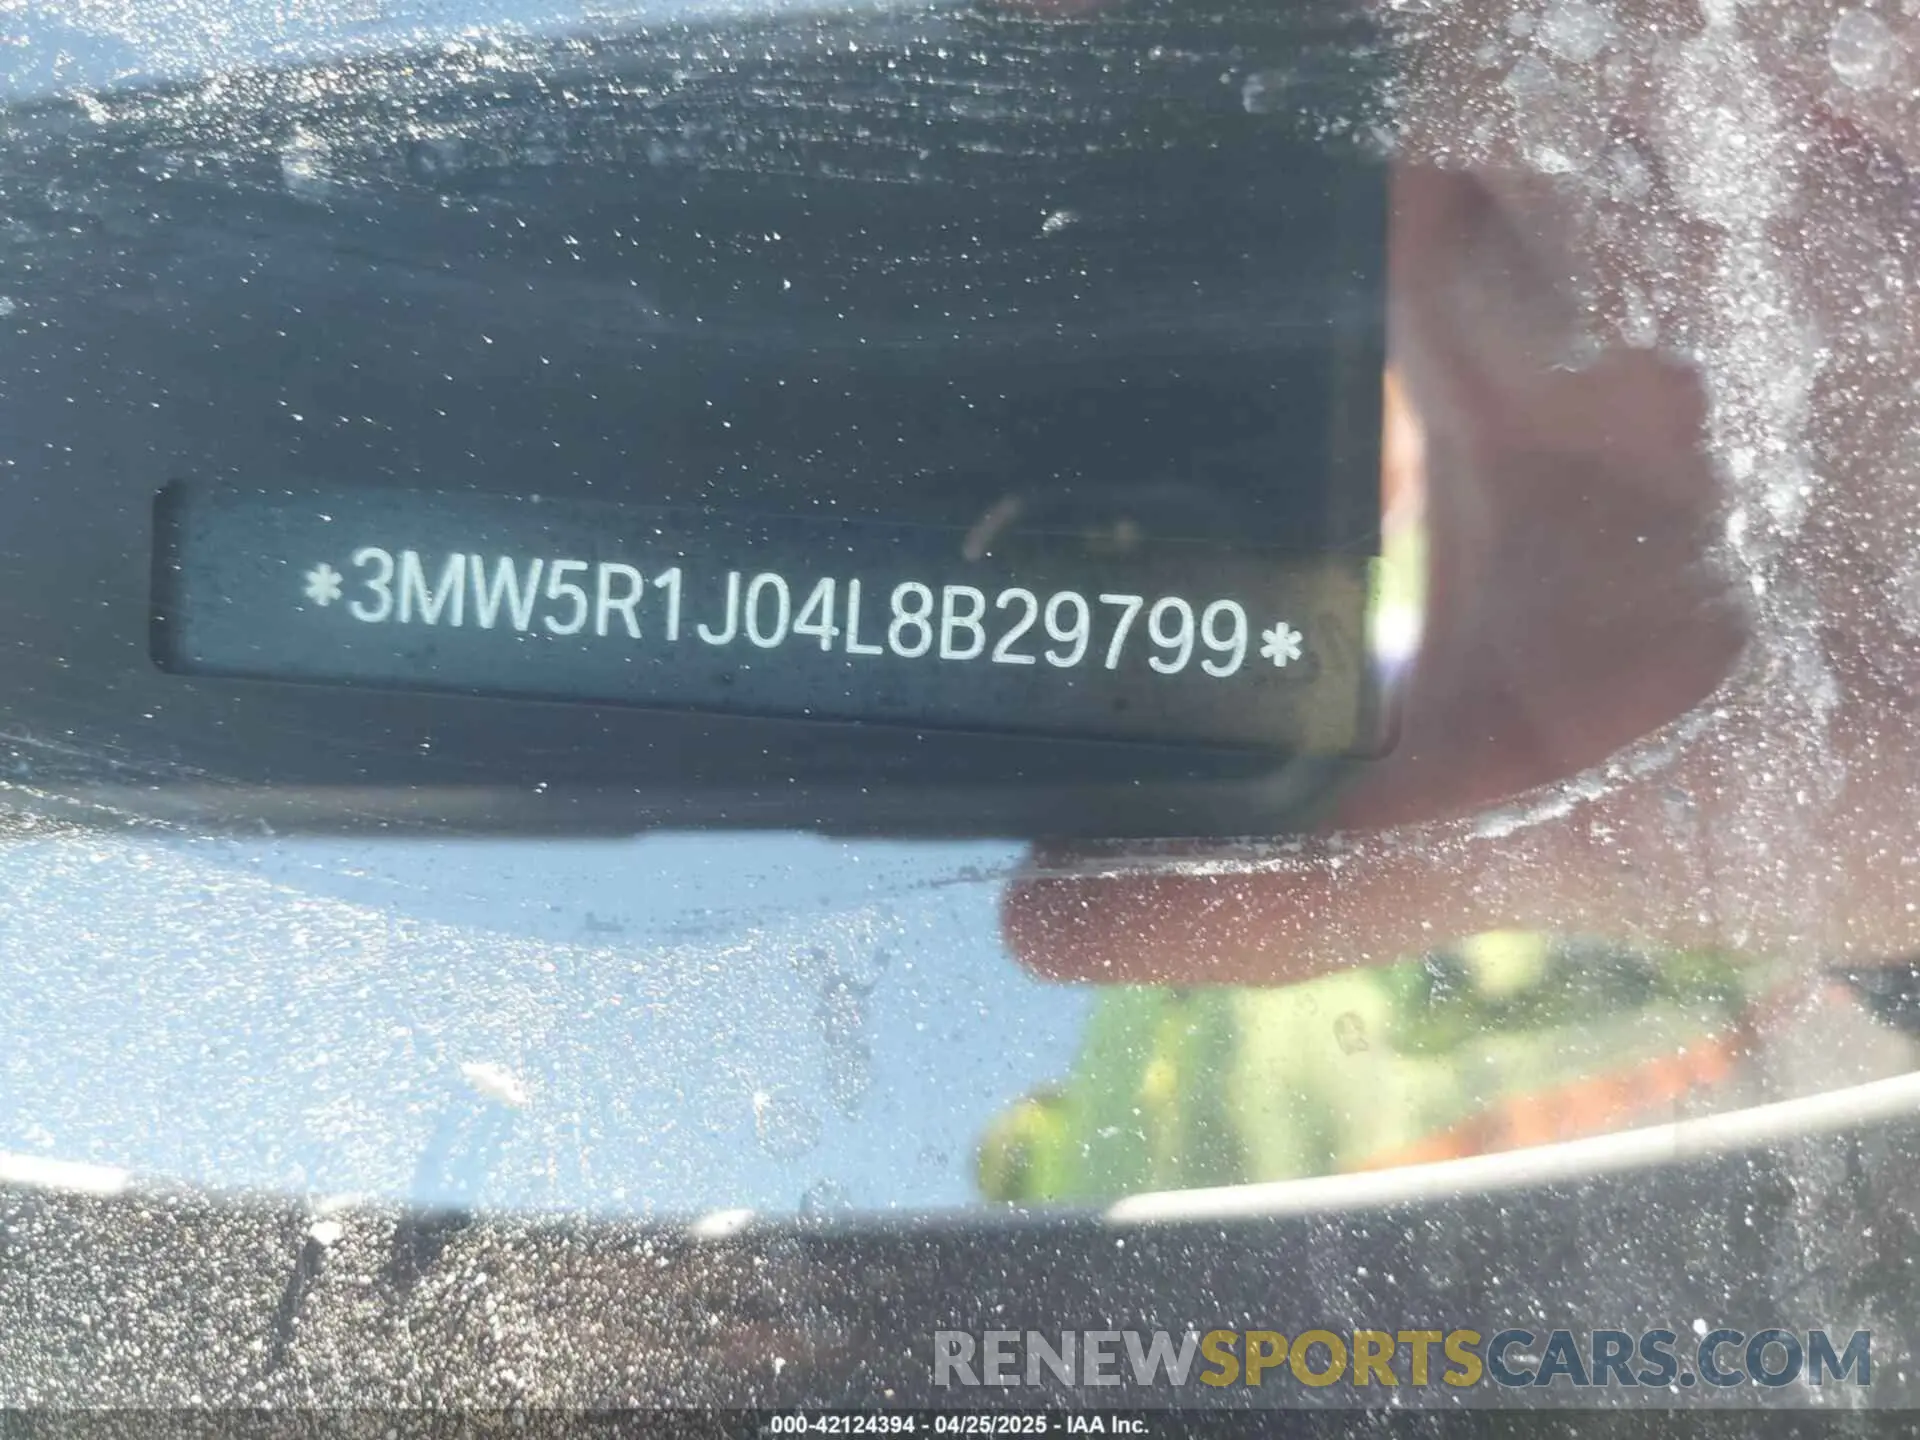 *3MW5R1J04L8B29799*
RENEWSPORTSCARS.COM
000-42124394 - 04/25/2025 - IAA Inc.